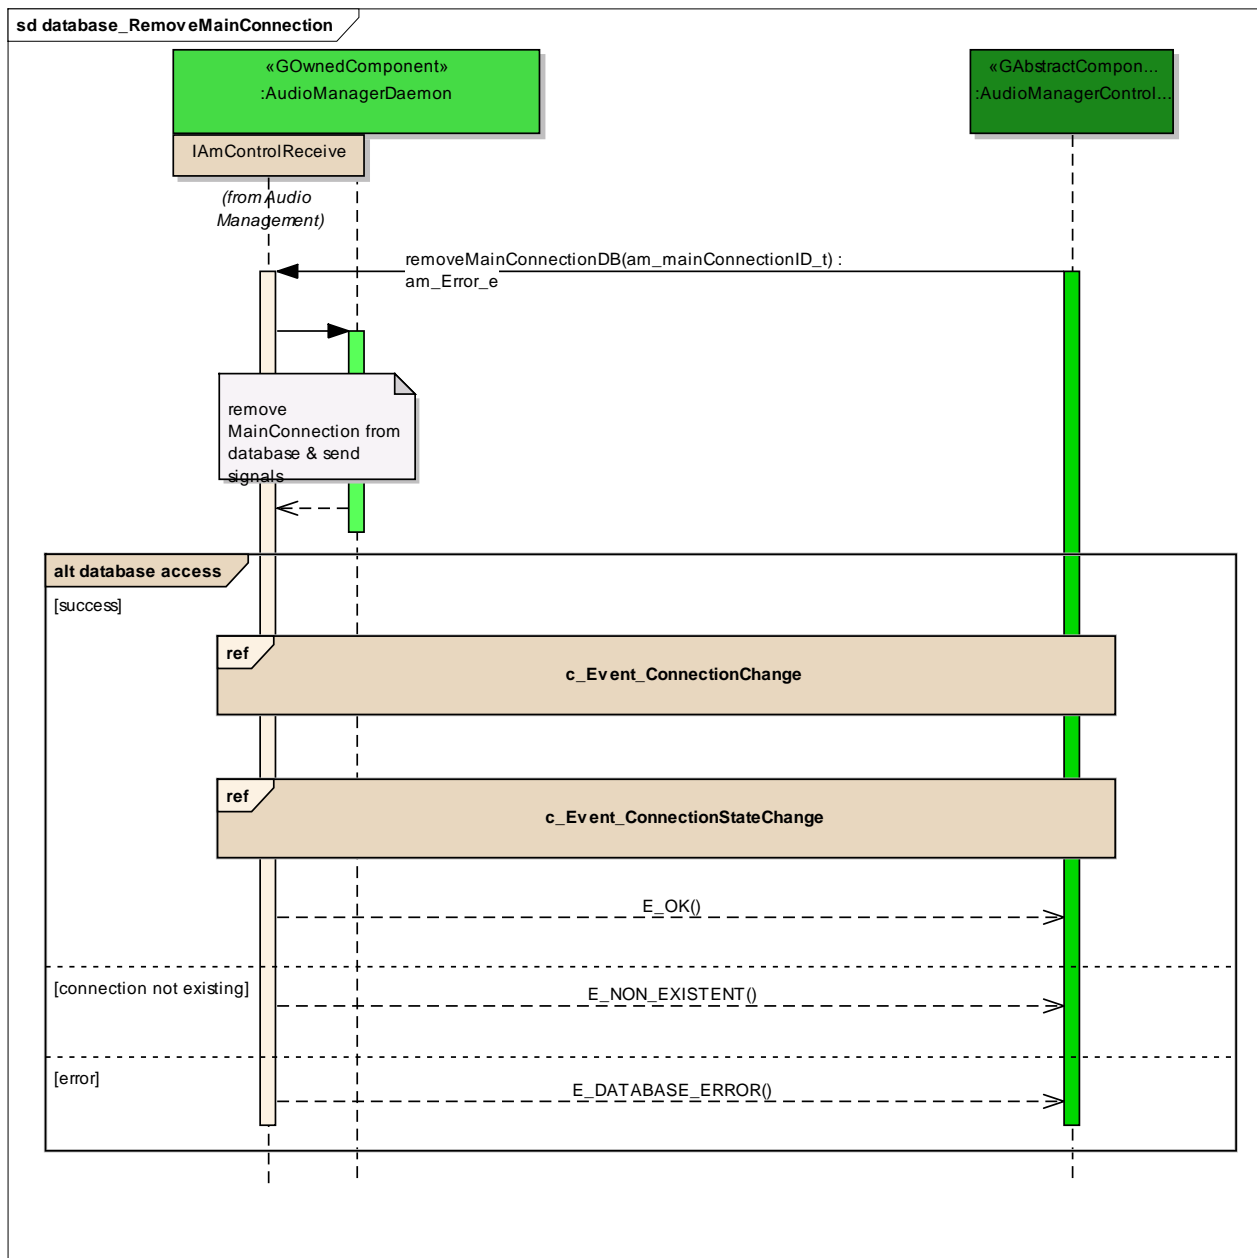 sd database_RemoveMainConnection
«GOwnedComponent»
:AudioManagerDaemon
«GAbstractCompon...
:AudioManagerControl...
IAmControlReceive
(from Audio
Management)
removeMainConnectionDB(am_mainConnectionID_t) :
am_Error_e
remove
MainConnection from
database & send
signals
alt database access
[success]
ref
c_Event_ConnectionChange
ref
c_Event_ConnectionStateChange
E_OK()
[connection not existing]
E_NON_EXISTENT()
[error]
E_DATABASE_ERROR()